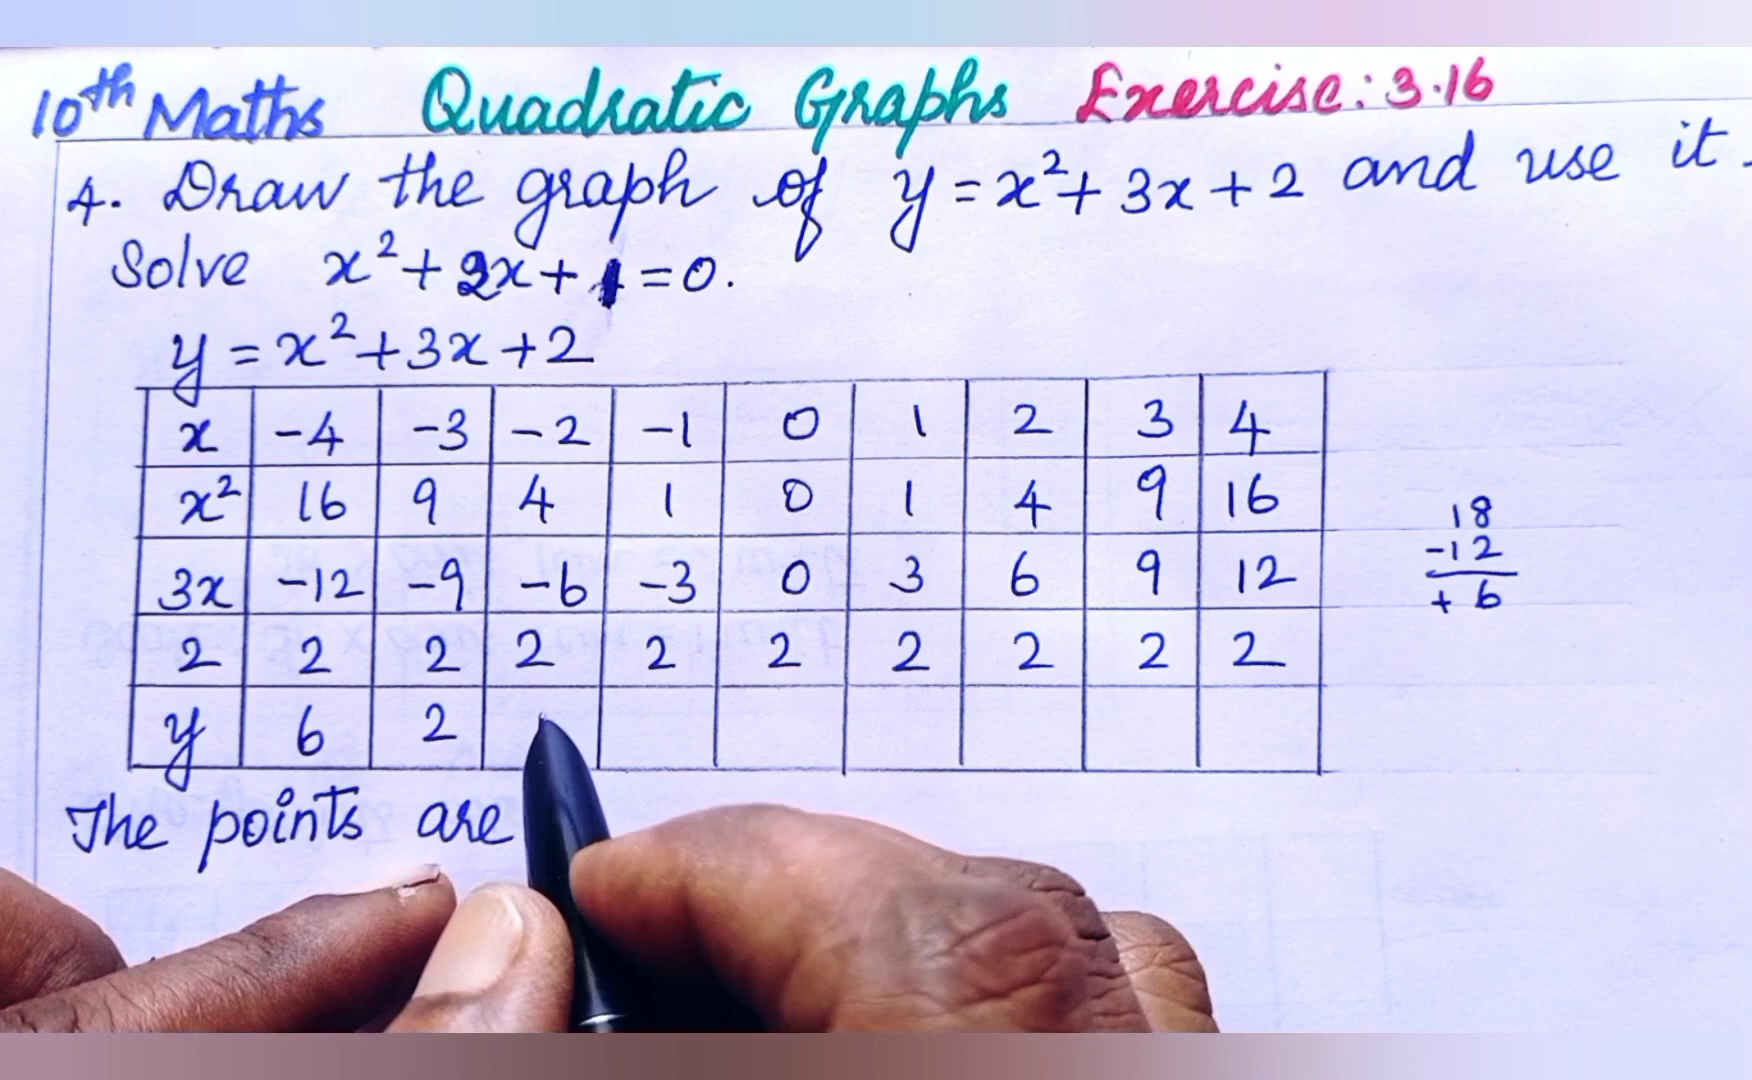 10th Maths Quadratic Graphs Exercise: 3.16
4. Draw the graph of y = x² + 3x + 2 and use it
Solve x² + 2x + 1 = 0.
y = x² + 3x + 2
x -4 -3 -2 -1 0 1 2 3 4
x² 16 9 4 1 0 1 4 9 16
3x -12 -9 -6 -3 0 3 6 9 12
2 2 2 2 2 2 2 2 2 2
y 6 2
18
-12
+ 6
The points are